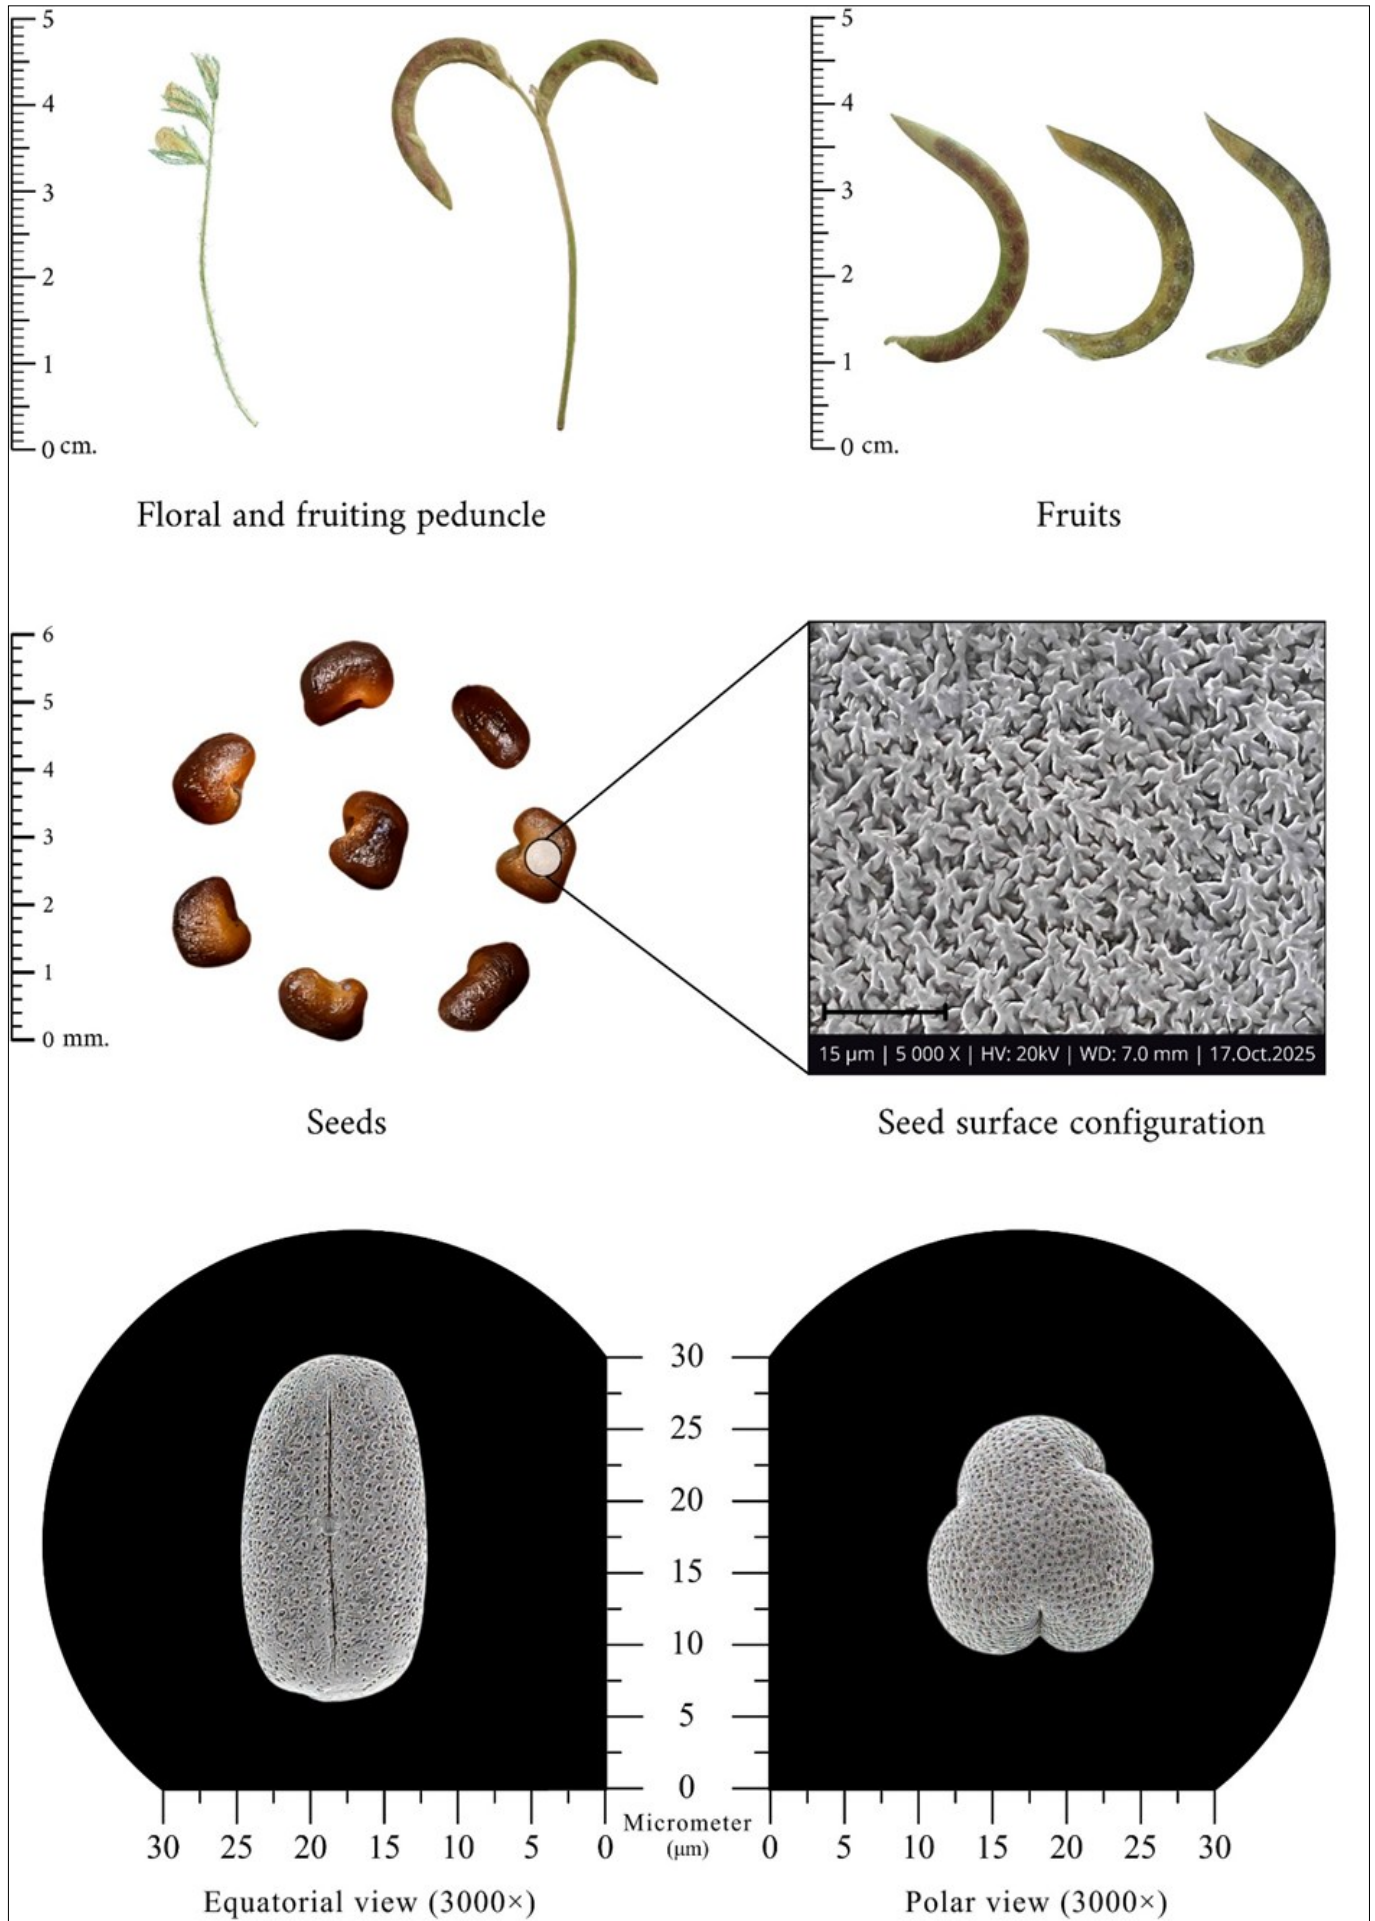 5
4
3
2
1
0 cm.
Floral and fruiting peduncle
5
4
3
2
1
0 cm.
Fruits
6
5
4
3
2
1
0 mm.
Seeds
15 µm | 5 000 X | HV: 20kV | WD: 7.0 mm | 17.Oct.2025
Seed surface configuration
30
25
20
15
10
5
0
Micrometer
(µm)
30 25 20 15 10 5 0
0 5 10 15 20 25 30
Equatorial view (3000×)
Polar view (3000×)